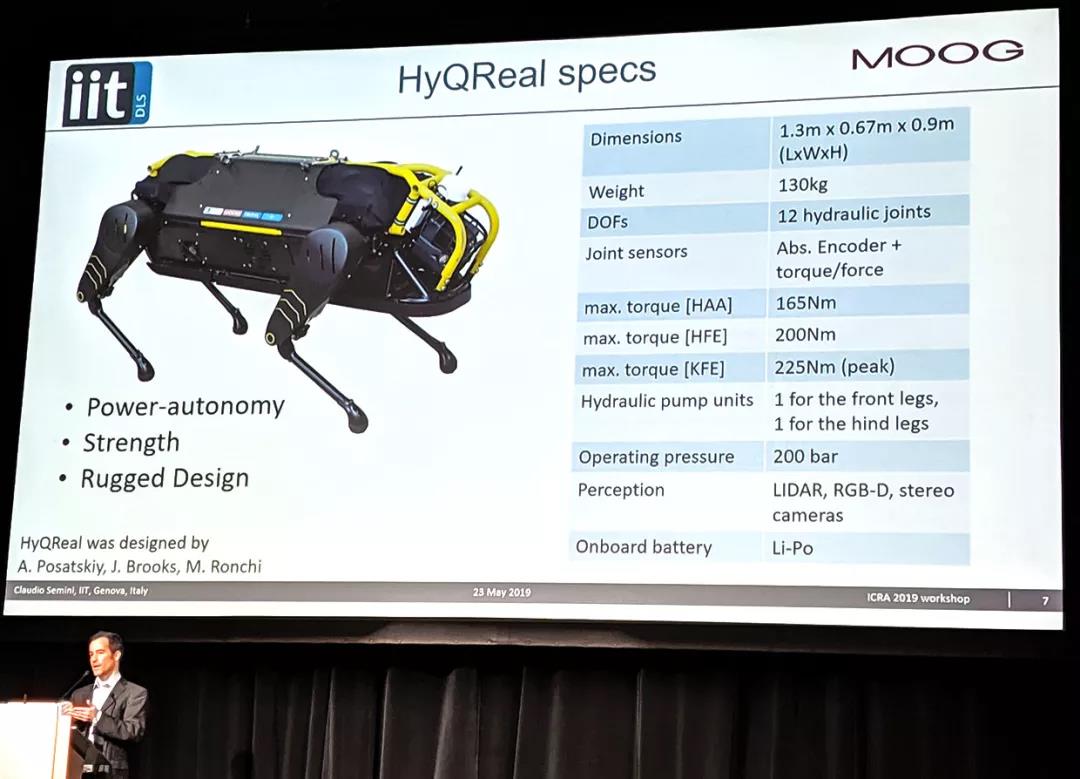 iit
DLS
HyQReal specs
MOOG
Dimensions
1.3m x 0.67m x 0.9m
(LxWxH)
Weight
130kg
DOFs
12 hydraulic joints
Joint sensors
Abs. Encoder +
torque/force
max. torque [HAA]
165Nm
max. torque [HFE]
200Nm
max. torque [KFE]
225Nm (peak)
Hydraulic pump units
1 for the front legs,
1 for the hind legs
Operating pressure
200 bar
Perception
LIDAR, RGB-D, stereo
cameras
Onboard battery
Li-Po
• Power-autonomy
• Strength
• Rugged Design
HyQReal was designed by
A. Posatskiy, J. Brooks, M. Ronchi
Claudio Semini, IIT, Genova, Italy
23 May 2019
ICRA 2019 workshop
7